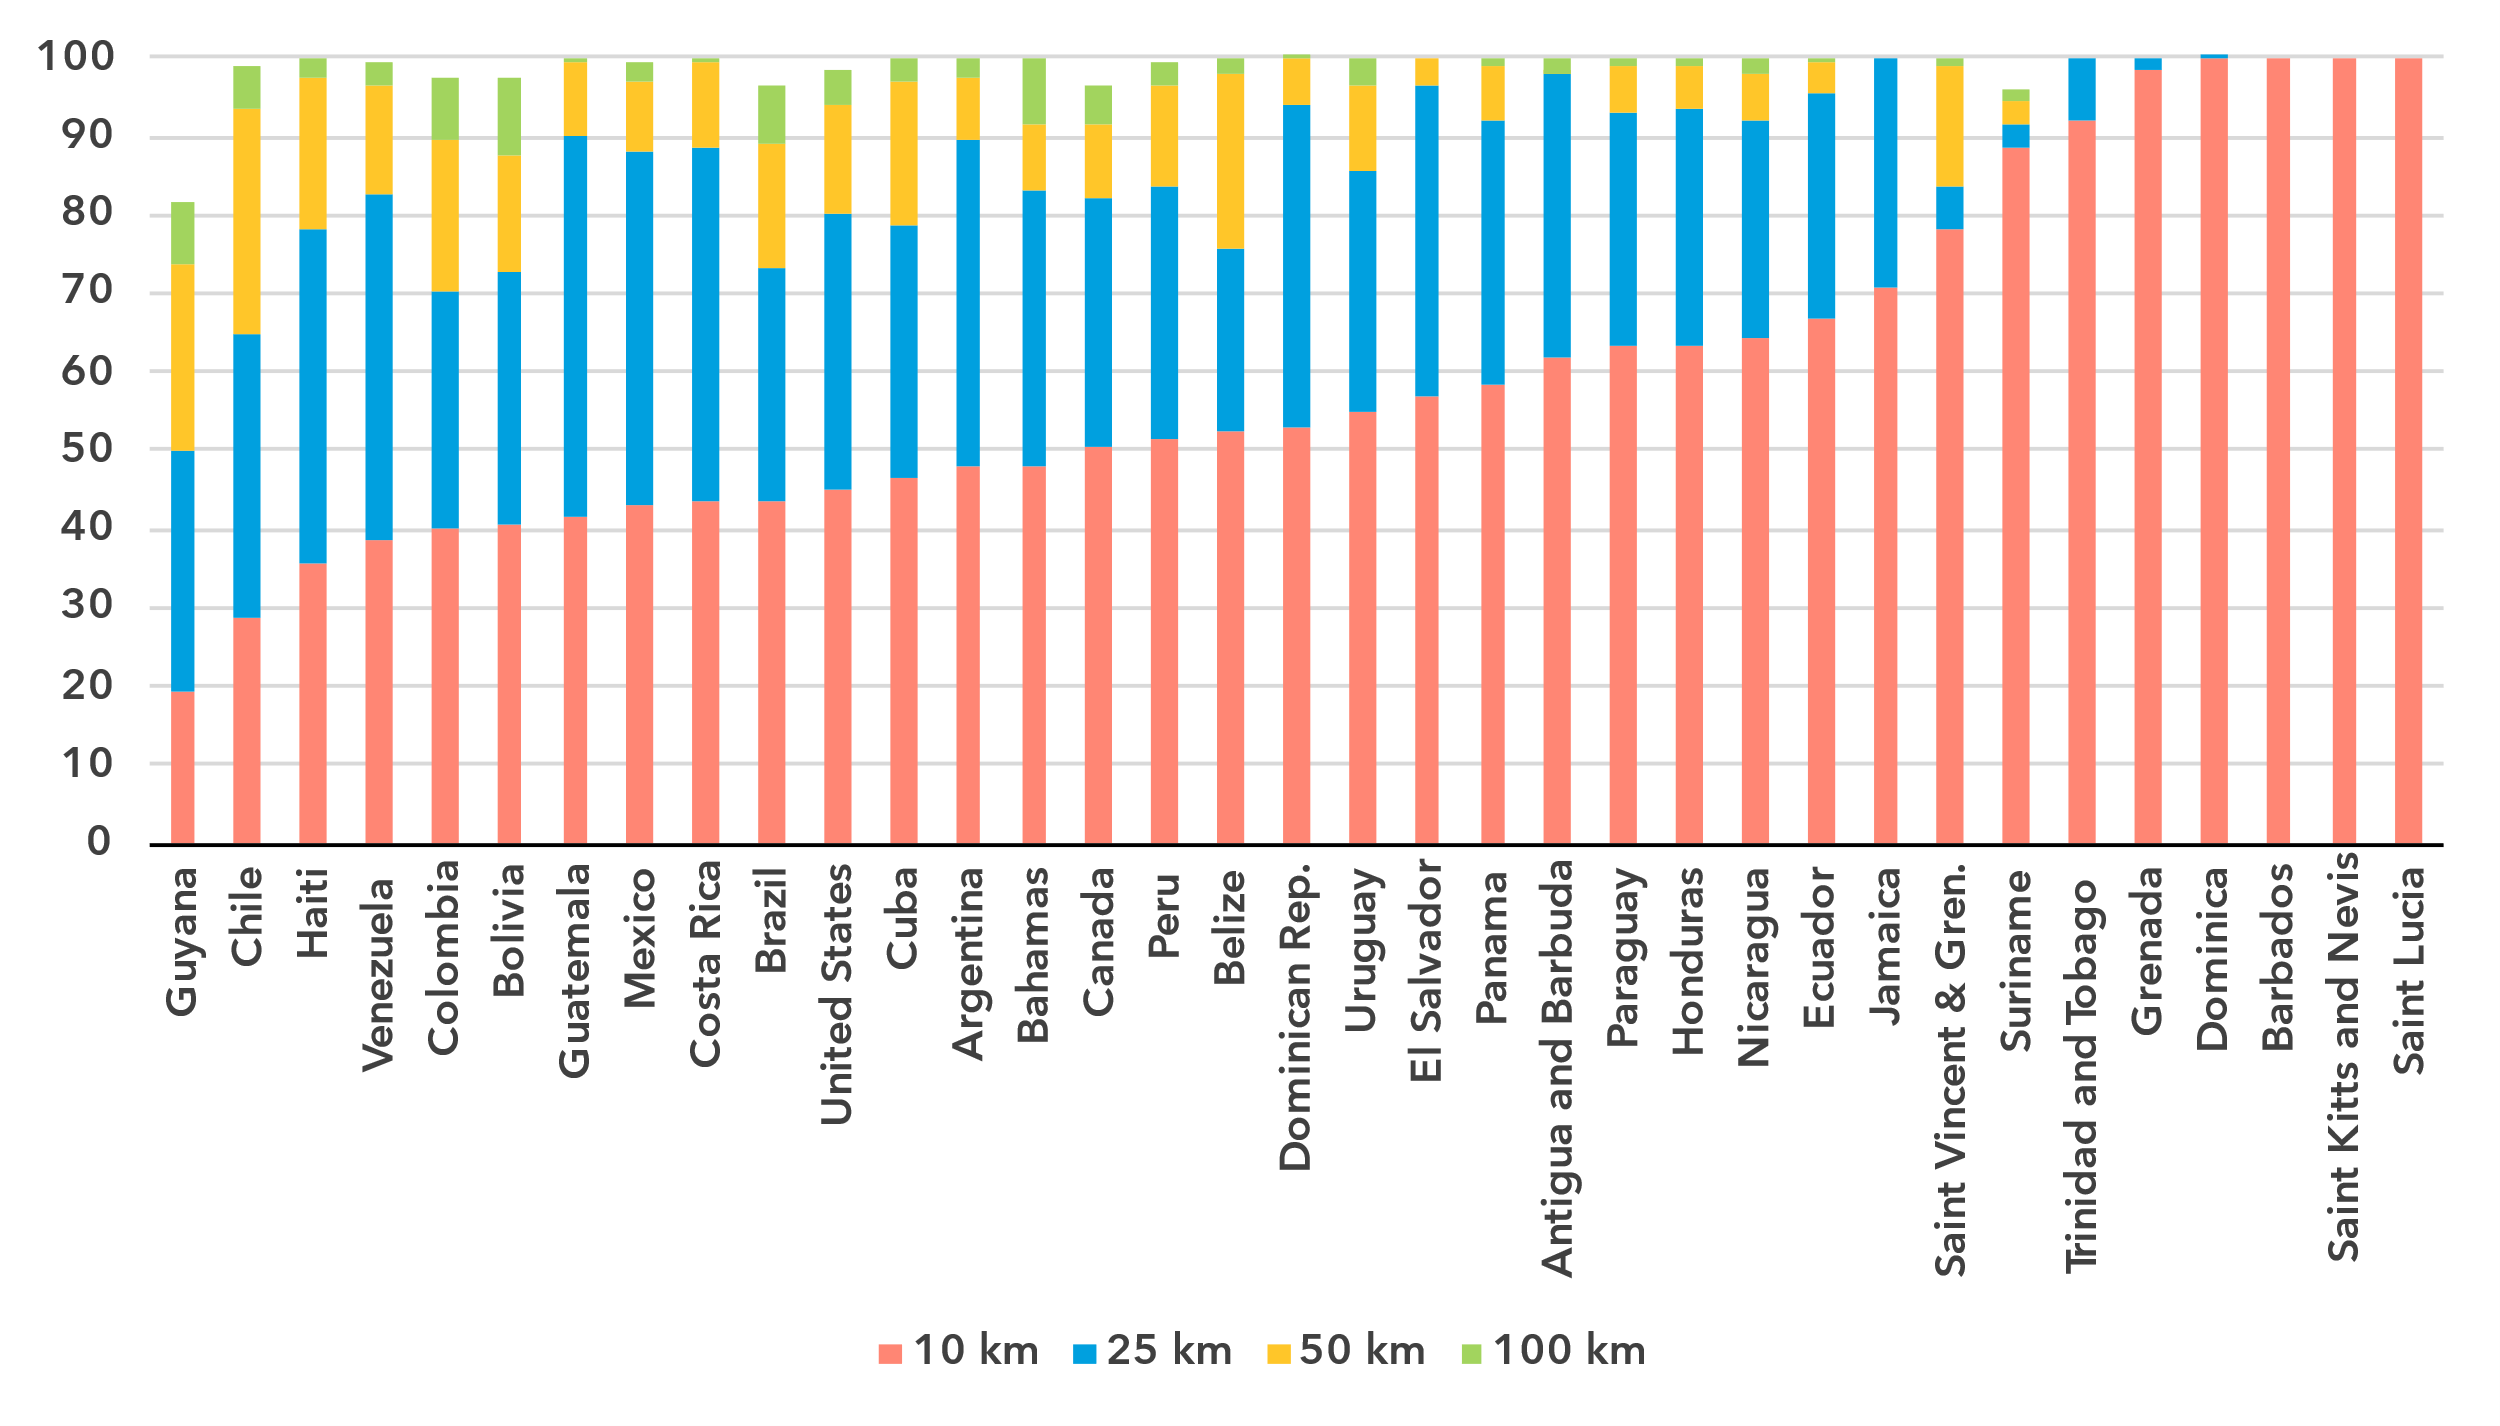 100
90
80
70
60
50
40
30
20
10
0
Guyana
Chile
Haiti
Venezuela
Colombia
Bolivia
Guatemala
Mexico
Costa Rica
Brazil
United States
Cuba
Argentina
Bahamas
Canada
Peru
Belize
Dominican Rep.
Uruguay
El Salvador
Panama
Antigua and Barbuda
Paraguay
Honduras
Nicaragua
Ecuador
Jamaica
Saint Vincent & Gren.
Suriname
Trinidad and Tobago
Grenada
Dominica
Barbados
Saint Kitts and Nevis
Saint Lucia
10 km 25 km 50 km 100 km